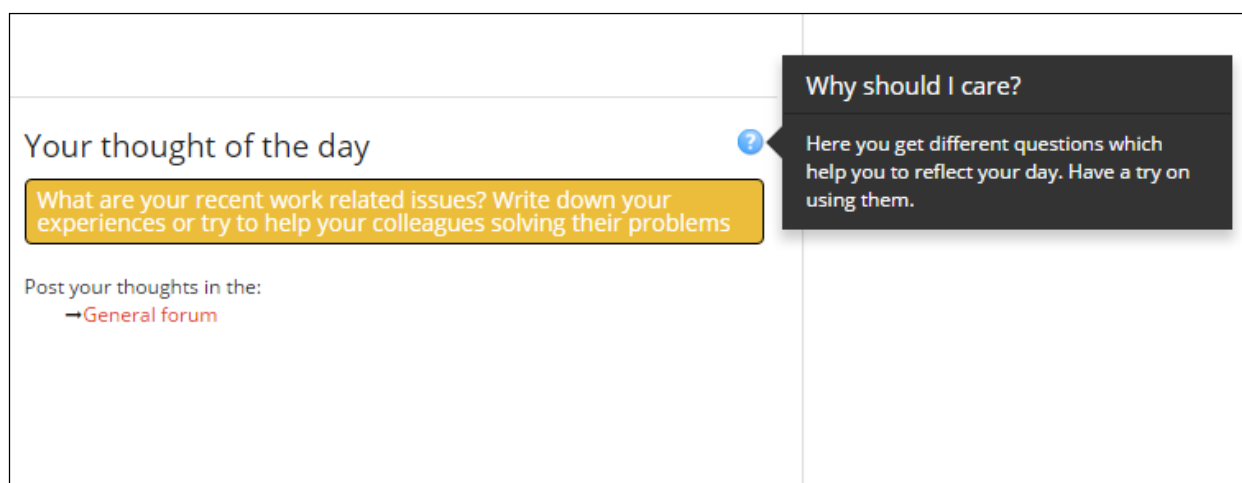 Your thought of the day
What are your recent work related issues? Write down your
experiences or try to help your colleagues solving their problems
Post your thoughts in the:
→General forum
Why should I care?
Here you get different questions which
help you to reflect your day. Have a try on
using them.